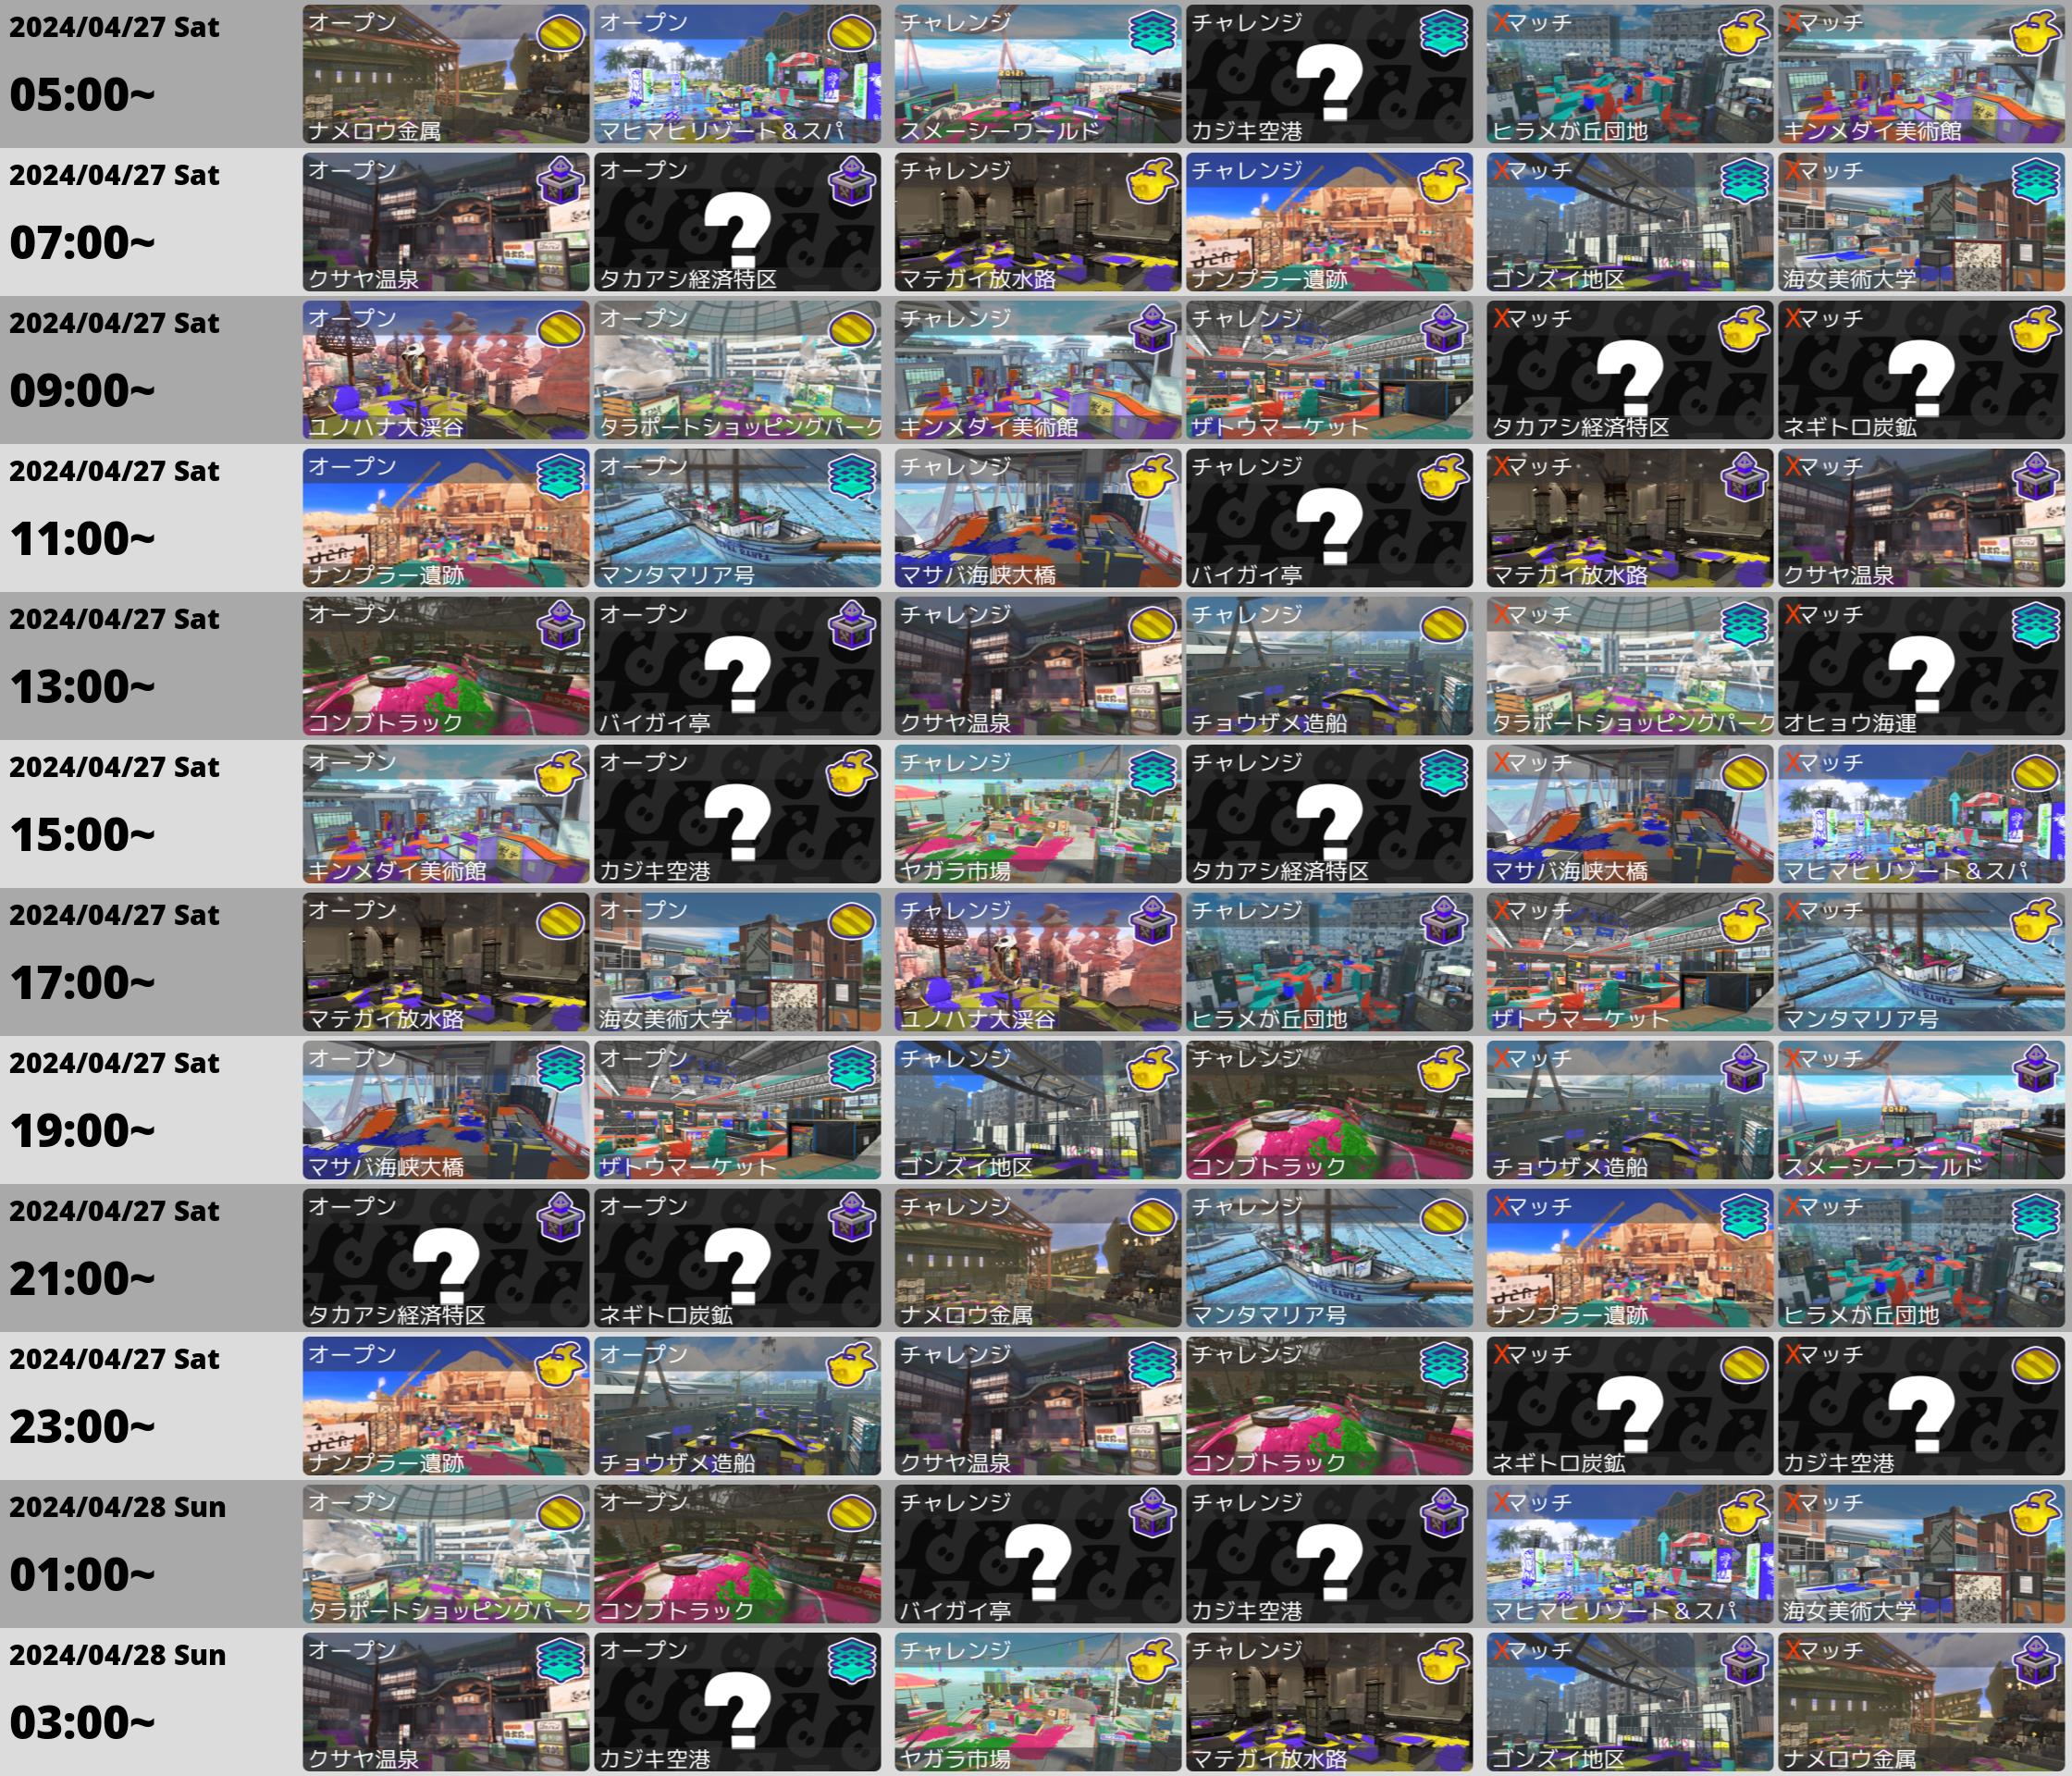 2024/04/27 Sat
05:00~
オープン
ナメロウ金属
オープン
マヒマヒリゾート＆スパ
チャレンジ
スメーシーワールド
チャレンジ
カジキ空港
Xマッチ
ヒラメが丘団地
Xマッチ
キンメダイ美術館
2024/04/27 Sat
07:00~
オープン
クサヤ温泉
オープン
タカアシ経済特区
チャレンジ
マテガイ放水路
チャレンジ
ナンプラー遺跡
Xマッチ
ゴンズイ地区
Xマッチ
海女美術大学
2024/04/27 Sat
09:00~
オープン
ユノハナ大渓谷
オープン
タラポートショッピングパーク
チャレンジ
キンメダイ美術館
チャレンジ
ザトウマーケット
Xマッチ
タカアシ経済特区
Xマッチ
ネギトロ炭鉱
2024/04/27 Sat
11:00~
オープン
ナンプラー遺跡
オープン
マンタマリア号
チャレンジ
マサバ海峡大橋
チャレンジ
バイガイ亭
Xマッチ
マテガイ放水路
Xマッチ
クサヤ温泉
2024/04/27 Sat
13:00~
オープン
コンブトラック
オープン
バイガイ亭
チャレンジ
クサヤ温泉
チャレンジ
チョウザメ造船
Xマッチ
タラポートショッピングパーク
Xマッチ
オヒョウ海運
2024/04/27 Sat
15:00~
オープン
キンメダイ美術館
オープン
カジキ空港
チャレンジ
ヤガラ市場
チャレンジ
タカアシ経済特区
Xマッチ
マサバ海峡大橋
Xマッチ
マヒマヒリゾート＆スパ
2024/04/27 Sat
17:00~
オープン
マテガイ放水路
オープン
海女美術大学
チャレンジ
ユノハナ大渓谷
チャレンジ
ヒラメが丘団地
Xマッチ
ザトウマーケット
Xマッチ
マンタマリア号
2024/04/27 Sat
19:00~
オープン
マサバ海峡大橋
オープン
ザトウマーケット
チャレンジ
ゴンズイ地区
チャレンジ
コンブトラック
Xマッチ
チョウザメ造船
Xマッチ
スメーシーワールド
2024/04/27 Sat
21:00~
オープン
タカアシ経済特区
オープン
ネギトロ炭鉱
チャレンジ
ナメロウ金属
チャレンジ
マンタマリア号
Xマッチ
ナンプラー遺跡
Xマッチ
ヒラメが丘団地
2024/04/27 Sat
23:00~
オープン
ナンプラー遺跡
オープン
チョウザメ造船
チャレンジ
クサヤ温泉
チャレンジ
コンブトラック
Xマッチ
ネギトロ炭鉱
Xマッチ
カジキ空港
2024/04/28 Sun
01:00~
オープン
タラポートショッピングパーク
オープン
コンブトラック
チャレンジ
バイガイ亭
チャレンジ
カジキ空港
Xマッチ
マヒマヒリゾート＆スパ
Xマッチ
海女美術大学
2024/04/28 Sun
03:00~
オープン
クサヤ温泉
オープン
カジキ空港
チャレンジ
ヤガラ市場
チャレンジ
マテガイ放水路
Xマッチ
ゴンズイ地区
Xマッチ
ナメロウ金属